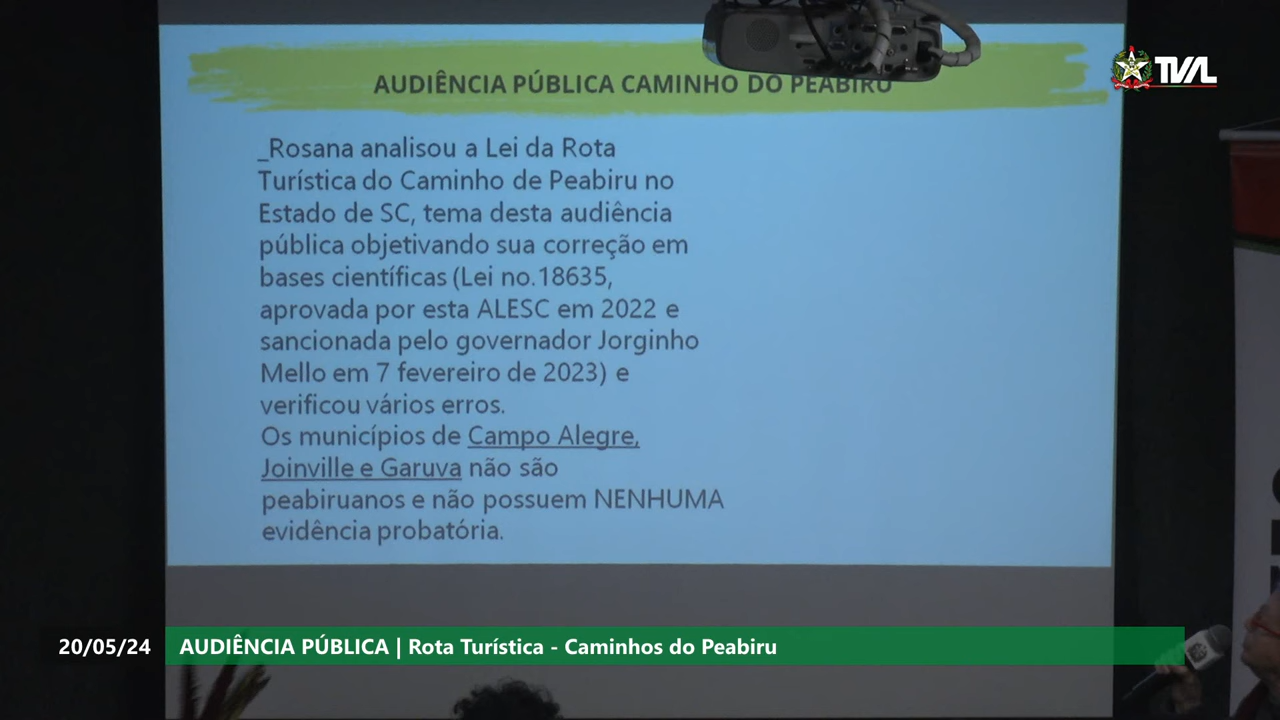 AUDIÊNCIA PÚBLICA CAMINHO DO PEABIRU
TVAL
_Rosana analisou a Lei da Rota
Turística do Caminho de Peabiru no
Estado de SC, tema desta audiência
pública objetivando sua correção em
bases científicas (Lei no.18635,
aprovada por esta ALESC em 2022 e
sancionada pelo governador Jorginho
Mello em 7 fevereiro de 2023) e
verificou vários erros.
Os municípios de Campo Alegre,
Joinville e Garuva não são
peabiruanos e não possuem NENHUMA
evidência probatória.
20/05/24 AUDIÊNCIA PÚBLICA | Rota Turística - Caminhos do Peabiru